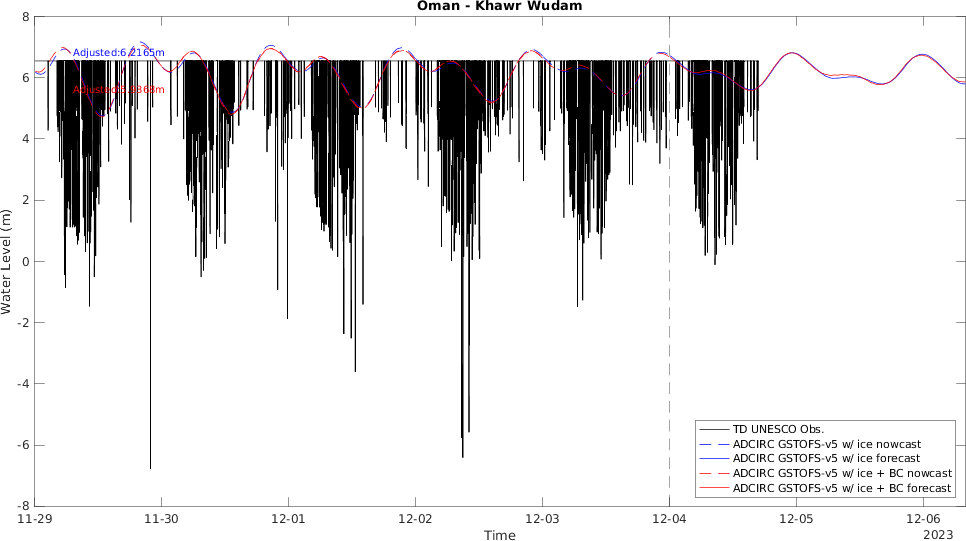 Oman - Khawr Wudam
8
6
4
2
0
-2
-4
-6
-8
Water Level (m)
Adjusted:6.2165m
11-29
11-30
12-01
12-02
12-03
12-04
12-05
12-06
2023
Time
TD UNESCO Obs.
ADCIRC GSTOFS-v5 w/ ice nowcast
ADCIRC GSTOFS-v5 w/ ice forecast
ADCIRC GSTOFS-v5 w/ ice + BC nowcast
ADCIRC GSTOFS-v5 w/ ice + BC forecast